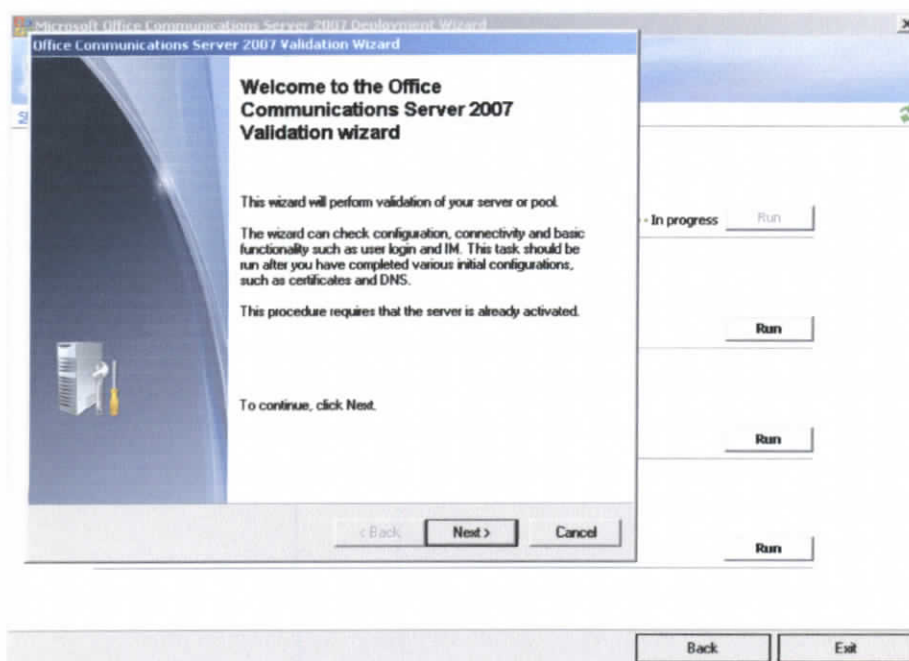 Microsoft Office Communications Server 2007 Deployment Wizard
Office Communications Server 2007 Validation Wizard
Welcome to the Office
Communications Server 2007
Validation wizard
This wizard will perform validation of your server or pool.
The wizard can check configuration, connectivity and basic
functionality such as user login and IM. This task should be
run after you have completed various initial configurations,
such as certificates and DNS.
This procedure requires that the server is already activated.
To continue, click Next.
< Back
Next >
Cancel
In progress
Run
Run
Run
Run
Back
Exit